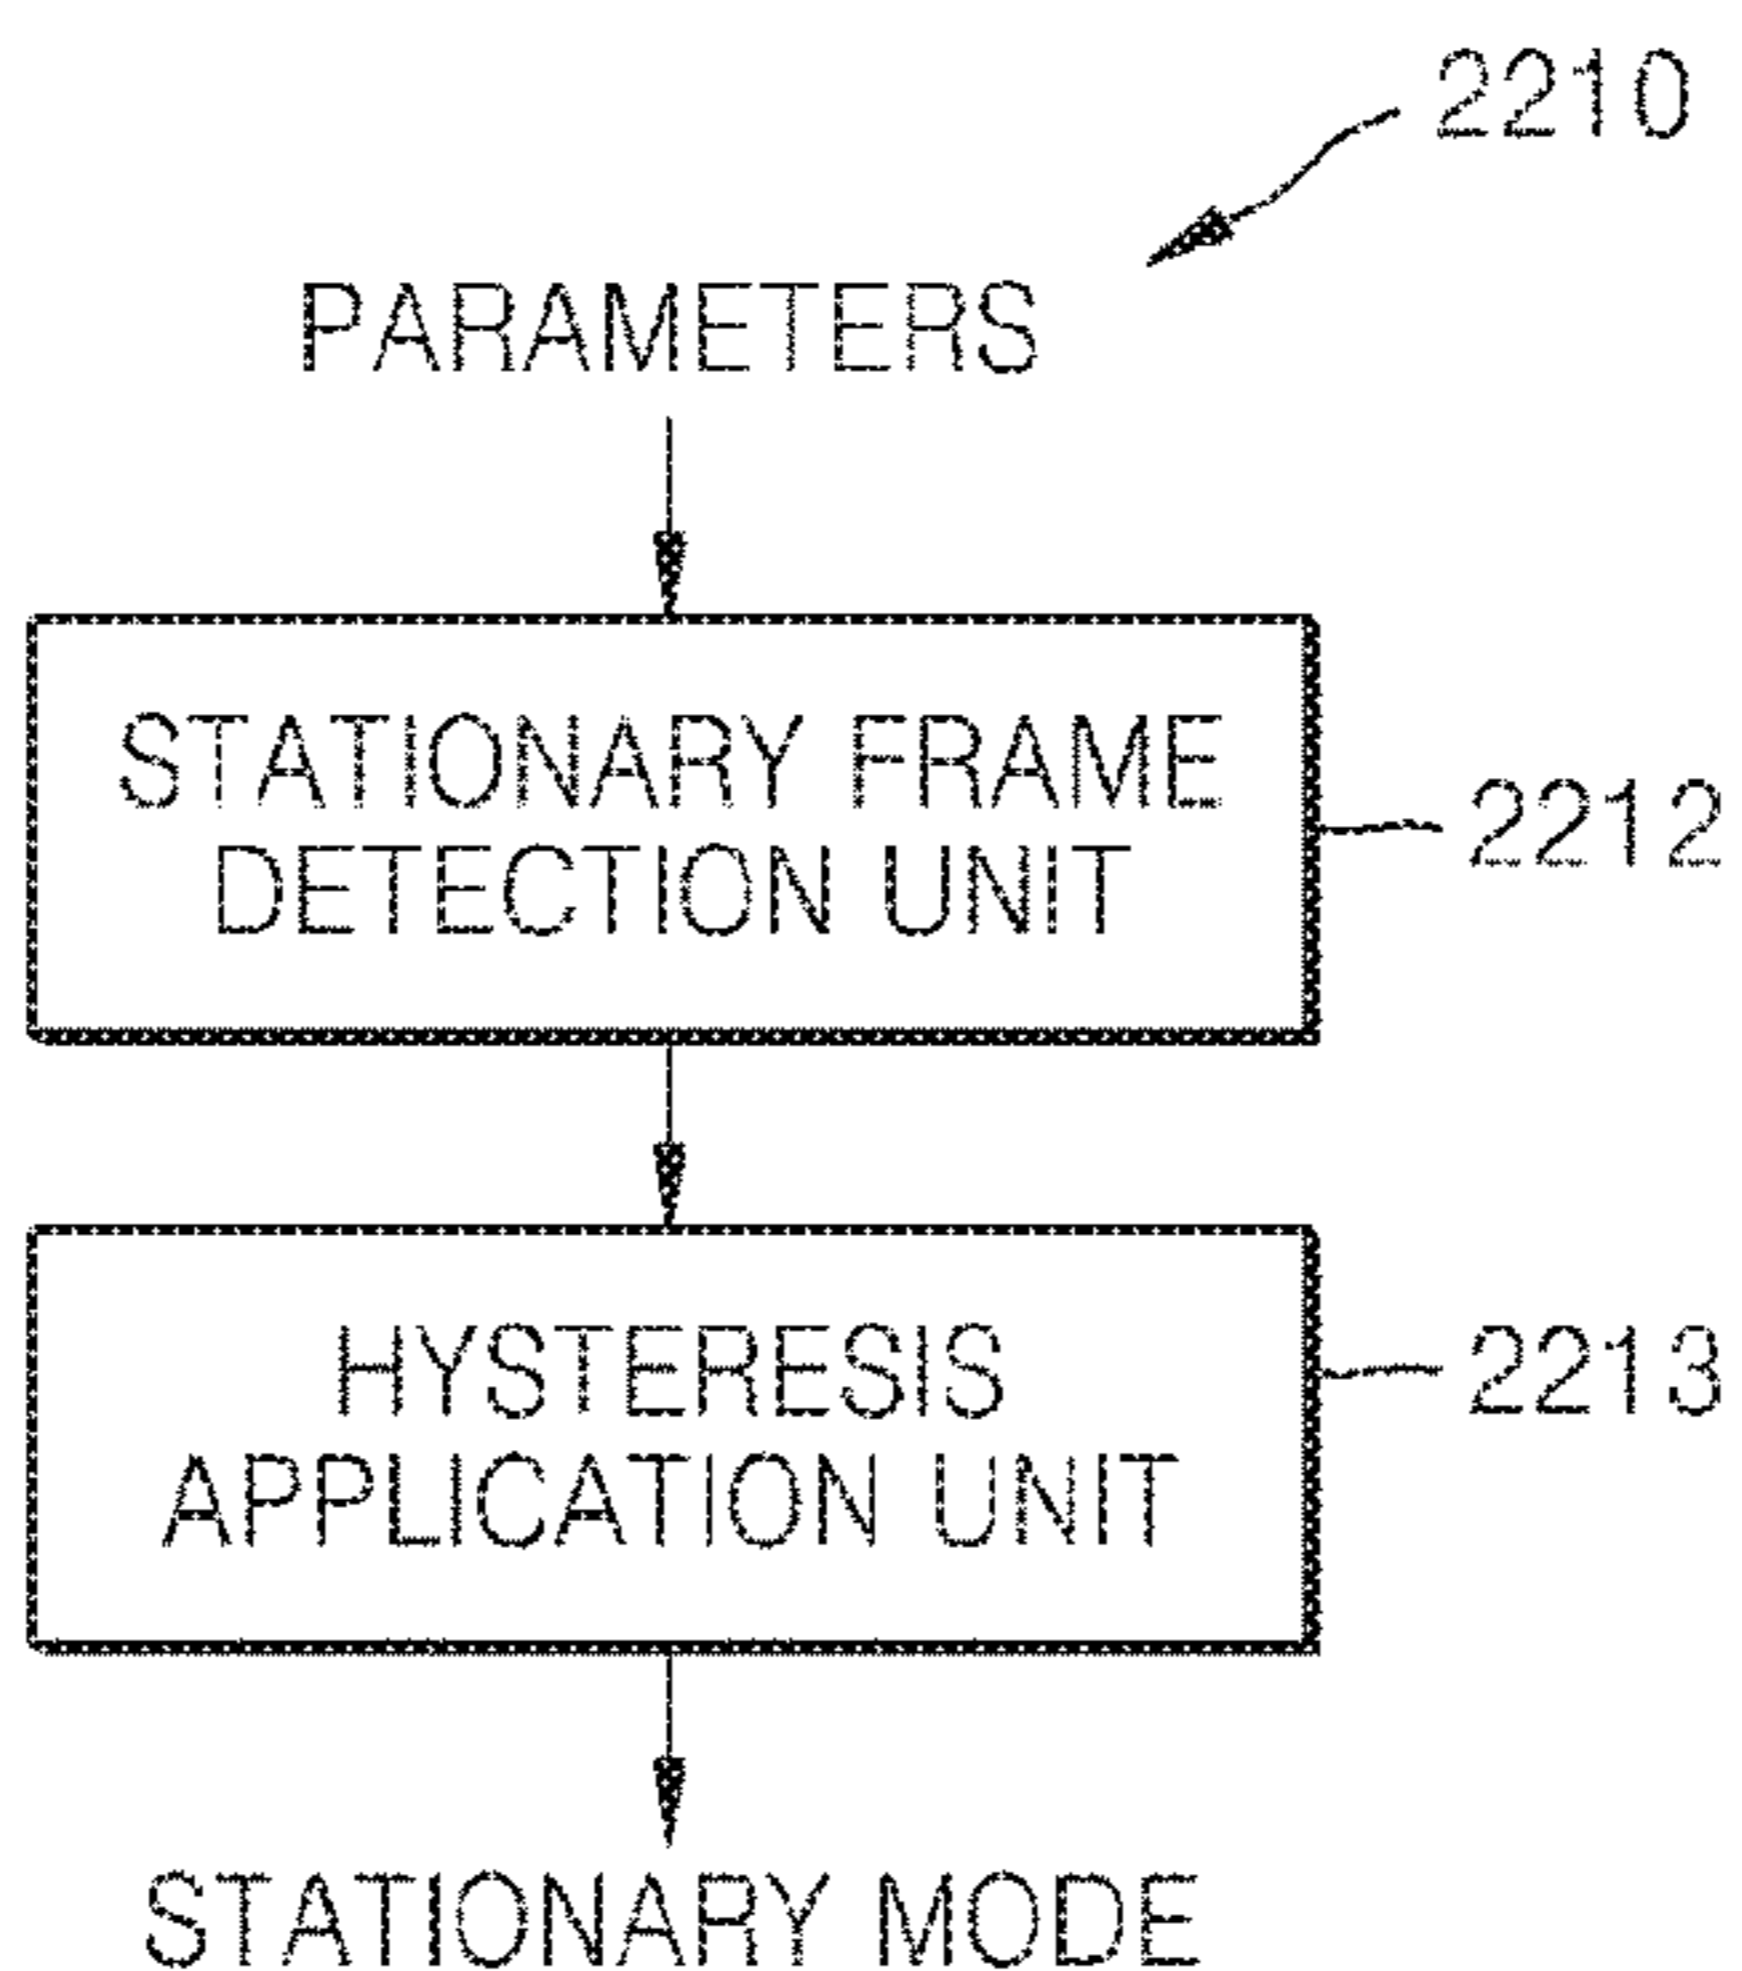 2210
PARAMETERS
STATIONARY FRAME
DETECTION UNIT
2212
HYSTERESIS
APPLICATION UNIT
2213
STATIONARY MODE